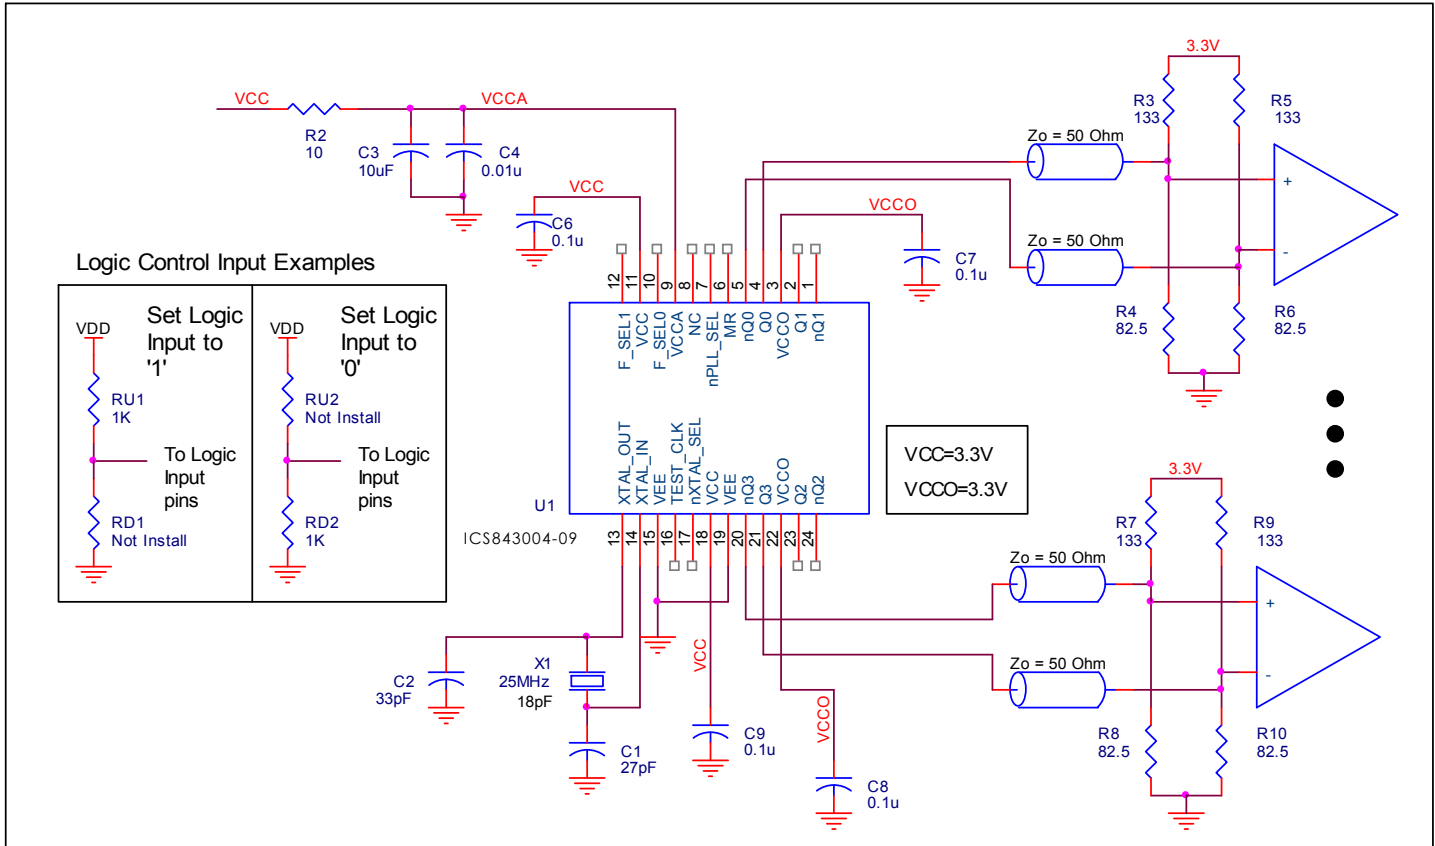 VCC
R2
10
VCCA
C3
10uF
C4
0.01u
VCC
C6
0.1u
VCCO
C7
0.1u
Zo = 50 Ohm
Zo = 50 Ohm
3.3V
R3
133
R5
133
+
-
R4
82.5
R6
82.5
Logic Control Input Examples
VDD
Set Logic
Input to
'1'
RU1
1K
To Logic
Input
pins
RD1
Not Install
VDD
Set Logic
Input to
'0'
RU2
Not Install
To Logic
Input
pins
RD2
1K
12
11
10
9
8
7
6
5
4
3
2
1
F_SEL1
VCC
F_SEL0
VCCA
NC
nPLL_SEL
MR
nQ0
Q0
VCCO
Q1
nQ1
XTAL_OUT
XTAL_IN
VEE
TEST_CLK
nXTAL_SEL
VCC
VEE
nQ3
Q3
VCCO
Q2
nQ2
U1
ICS843004-09
13
14
15
16
17
18
19
20
21
22
23
24
VCC=3.3V
VCCO=3.3V
C2
33pF
X1
25MHz
18pF
C1
27pF
VCC
C9
0.1u
VCCO
C8
0.1u
Zo = 50 Ohm
Zo = 50 Ohm
3.3V
R7
133
R9
133
+
-
R8
82.5
R10
82.5